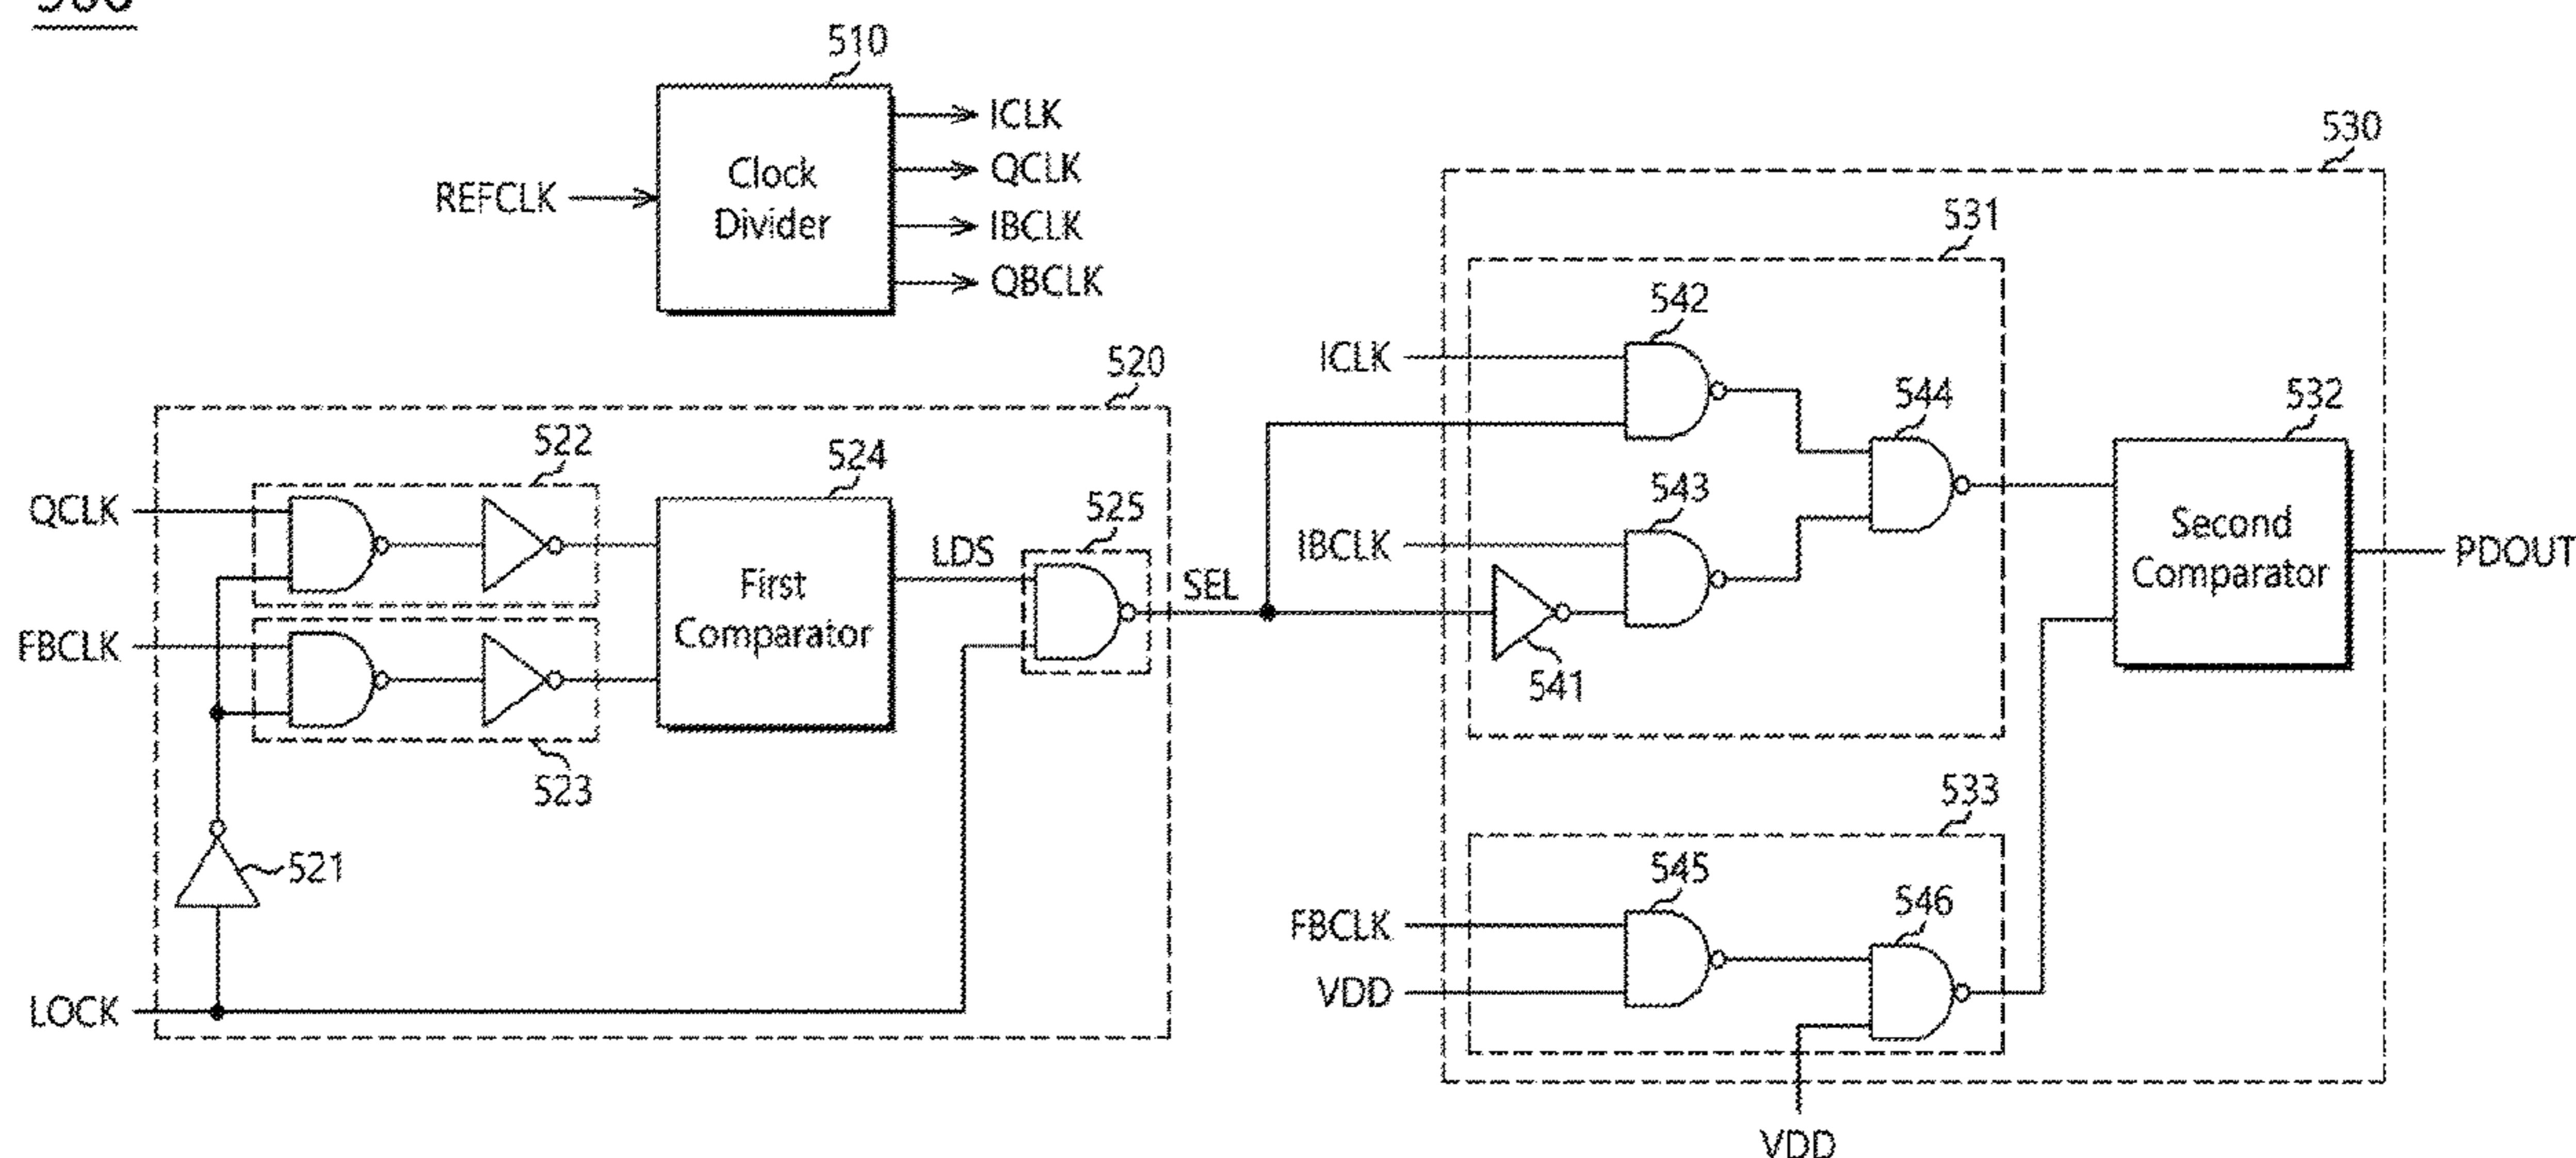 510
Clock
Divider
REFCLK
ICLK
QCLK
IBCLK
QBCLK
520
522
QCLK
524
First
Comparator
LDS
525
SEL
FBCLK
523
521
LOCK
530
531
542
ICLK
544
543
IBCLK
541
532
Second
Comparator
PDOUT
533
545
FBCLK
546
VDD
VDD